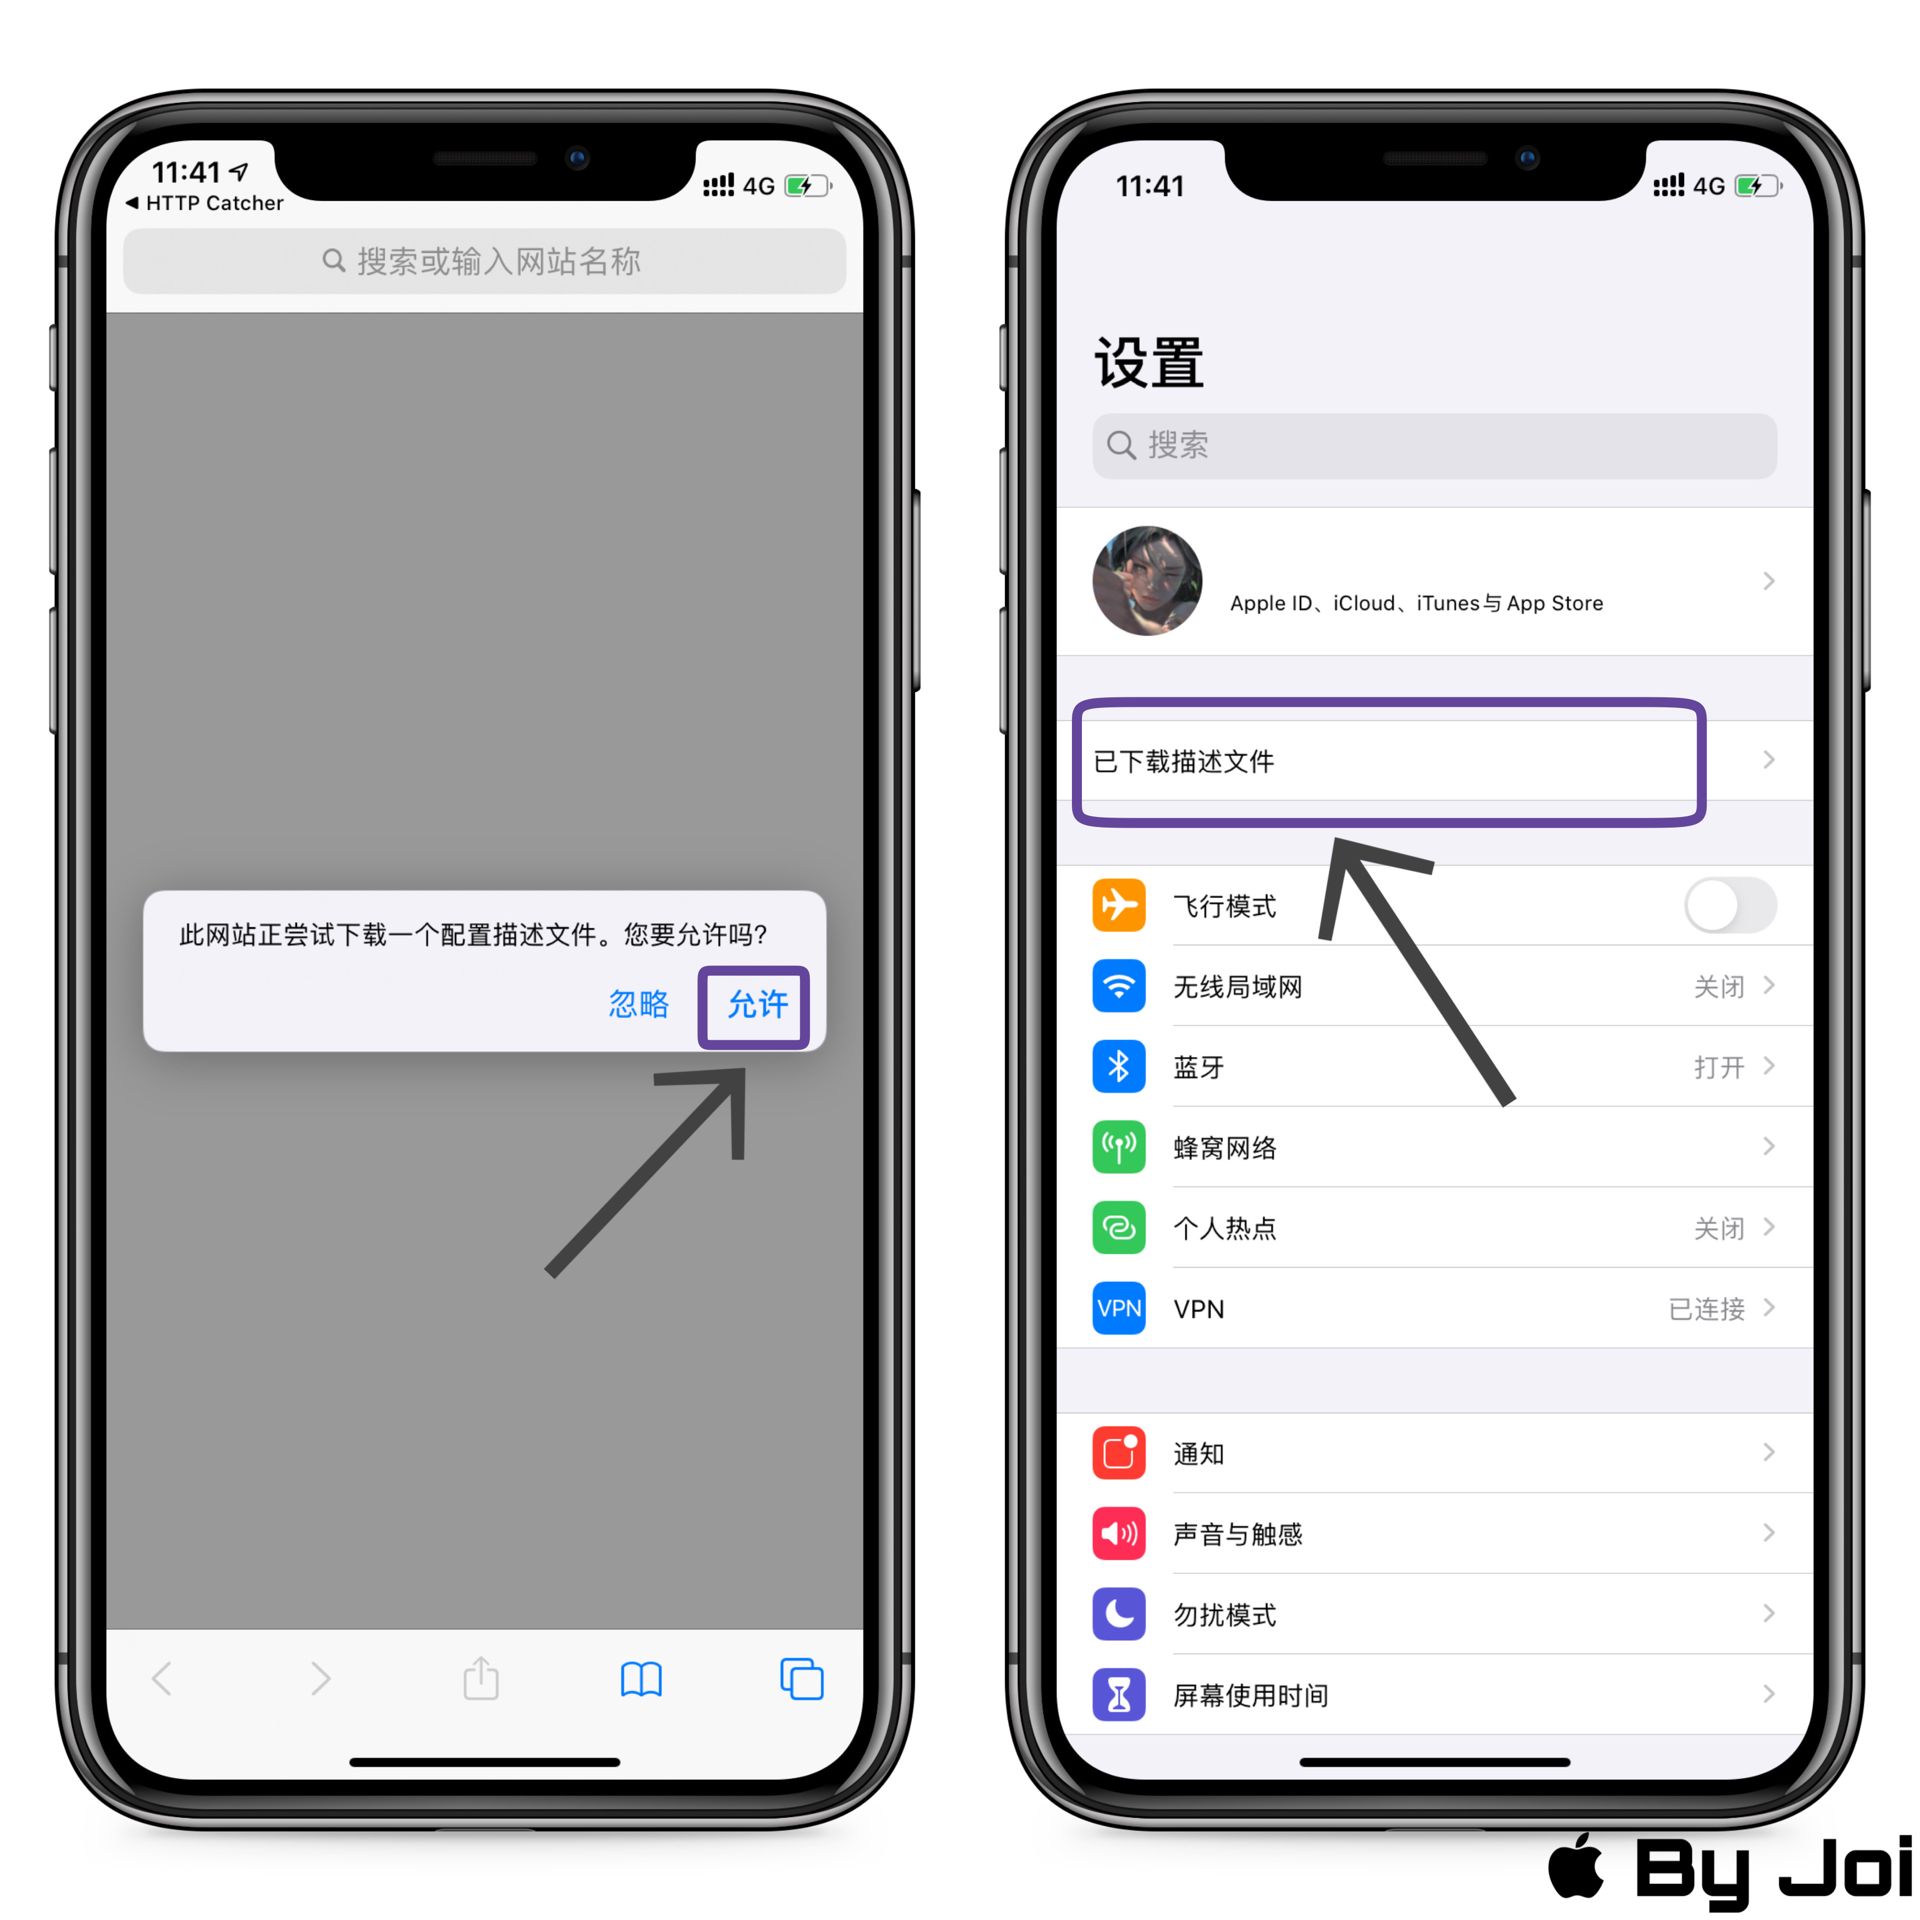 11:41
4G
◀ HTTP Catcher
搜索或输入网站名称
此网站正尝试下载一个配置描述文件。您要允许吗?
忽略
允许
11:41
4G
设置
搜索
Apple ID、iCloud、iTunes与 App Store
已下载描述文件
飞行模式
无线局域网 关闭
蓝牙 打开
蜂窝网络
个人热点 关闭
VPN VPN 已连接
通知
声音与触感
勿扰模式
屏幕使用时间
By Joi